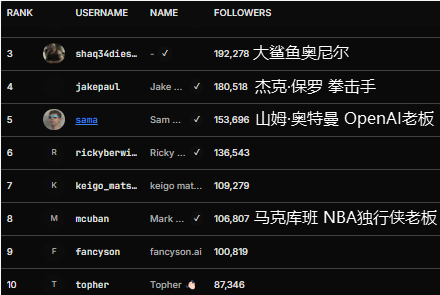 RANK USERNAME NAME FOLLOWERS
3 shaq34dies... - ✓ 192,278 大鲨鱼奥尼尔
4 jakepaul Jake ... ✓ 180,518 杰克·保罗 拳击手
5 sama Sam ... ✓ 153,696 山姆·奥特曼 OpenAI老板
6 R rickyberwi... Ricky ... ✓ 136,543
7 K keigo_mats... keigo mat... 109,279
8 M mcuban Mark ... ✓ 106,807 马克库班 NBA独行侠老板
9 F fancyson fancyson.ai 100,819
10 T topher Topher 👋🏻 87,346